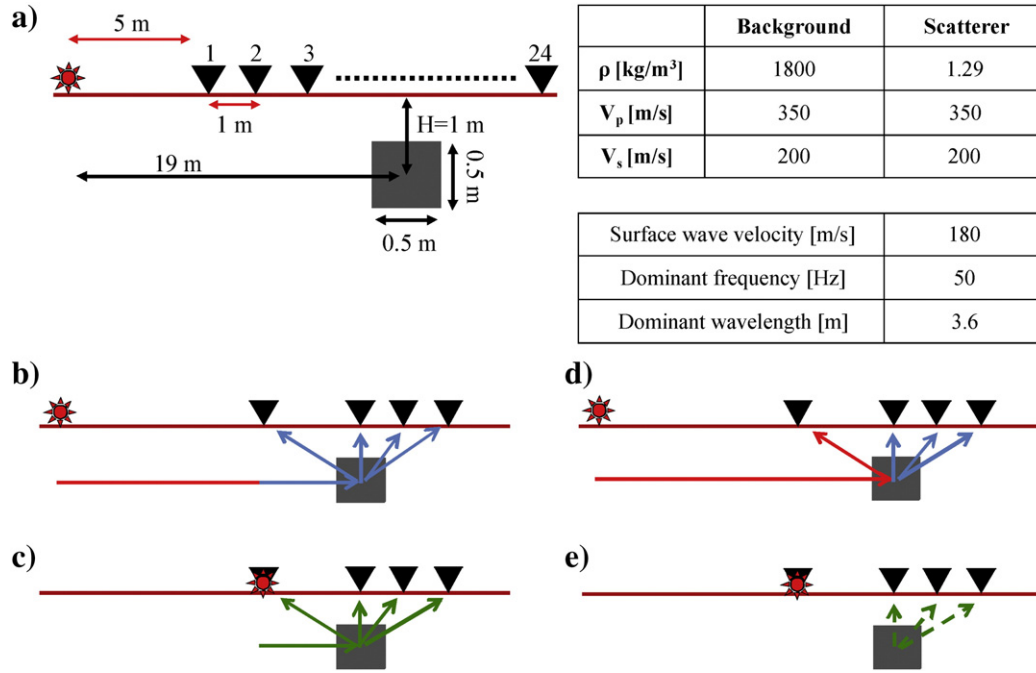 a)
5 m
1 2 3 24
1 m
H=1 m
19 m
0.5 m
0.5 m
Background Scatterer
ρ [kg/m³] 1800 1.29
Vp [m/s] 350 350
Vs [m/s] 200 200
Surface wave velocity [m/s] 180
Dominant frequency [Hz] 50
Dominant wavelength [m] 3.6
b)
d)
c)
e)